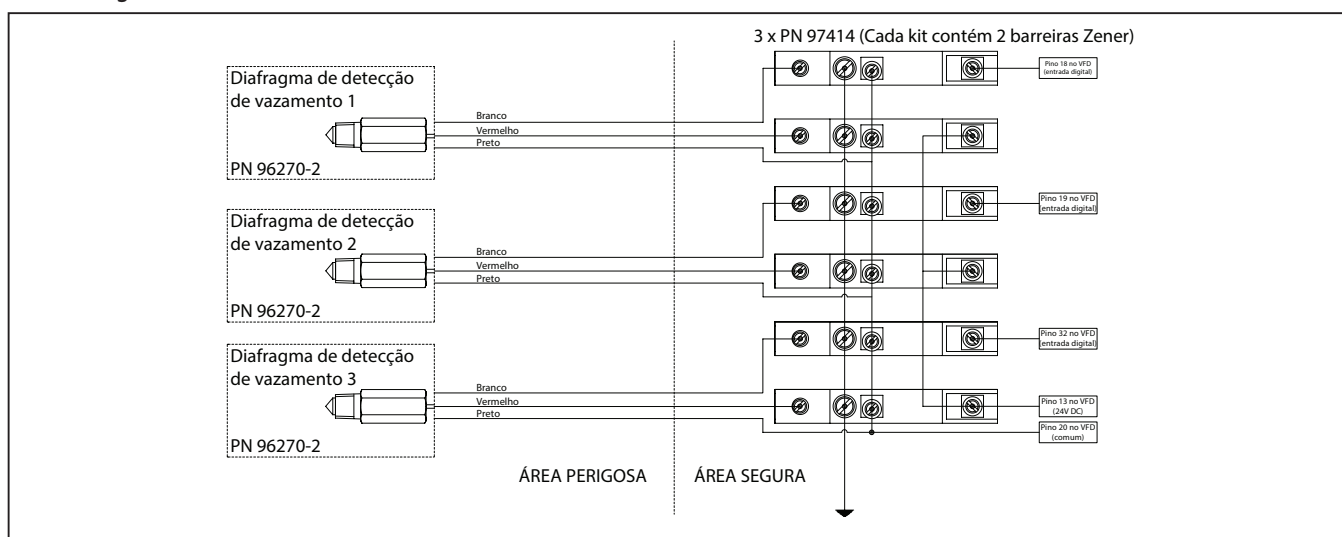 3 x PN 97414 (Cada kit contém 2 barreiras Zener)
Diafragma de detecção
de vazamento 1
PN 96270-2
Branco
Vermelho
Preto
Pino 18 no VFD
(entrada digital)
Diafragma de detecção
de vazamento 2
PN 96270-2
Branco
Vermelho
Preto
Pino 19 no VFD
(entrada digital)
Diafragma de detecção
de vazamento 3
PN 96270-2
Branco
Vermelho
Preto
Pino 32 no VFD
(entrada digital)
Pino 13 no VFD
(24V DC)
Pino 20 no VFD
(comum)
ÁREA PERIGOSA
ÁREA SEGURA